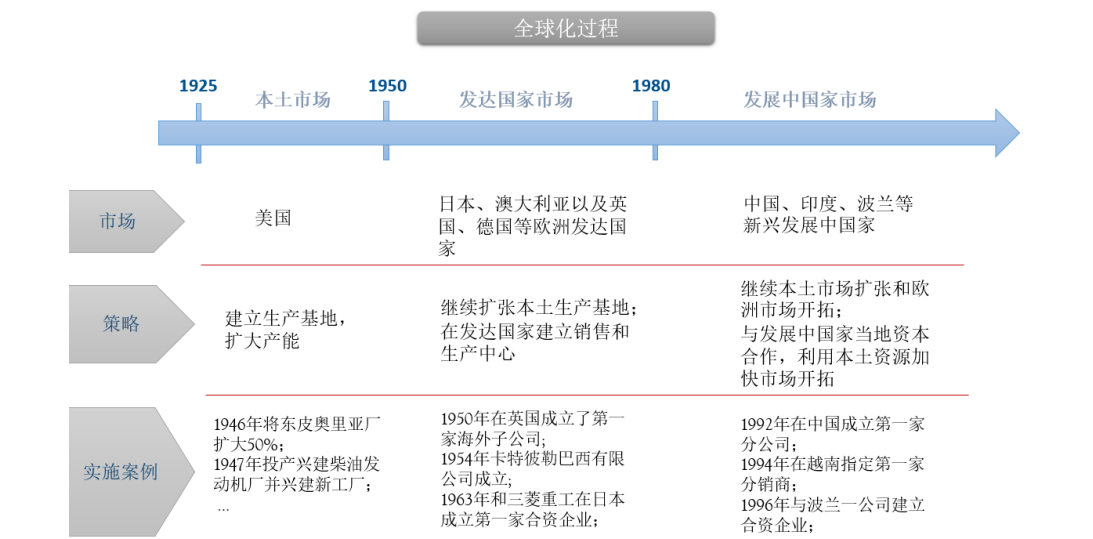 全球化过程
1925
1950
1980
本土市场
发达国家市场
发展中国家市场
市场
美国
日本、澳大利亚以及英
国、德国等欧洲发达国
家
中国、印度、波兰等
新兴发展中国家
策略
建立生产基地，
扩大产能
继续扩张本土生产基地；
在发达国家建立销售和
生产中心
继续本土市场扩张和欧
洲市场开拓；
与发展中国家当地资本
合作，利用本土资源加
快市场开拓
实施案例
1946年将东皮奥里亚厂
扩大50%；
1947年投产兴建柴油发
动机厂并兴建新工厂；
...
1950年在英国成立了第一
家海外子公司;
1954年卡特彼勒巴西有限
公司成立;
1963年和三菱重工在日本
成立第一家合资企业；
1992年在中国成立第一家
分公司；
1994年在越南指定第一家
分销商；
1996年与波兰一公司建立
合资企业；